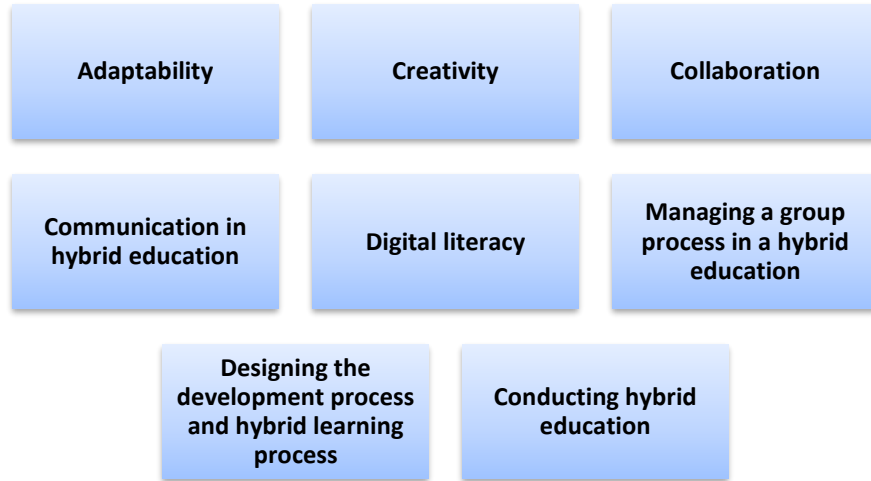 Adaptability
Creativity
Collaboration
Communication in
hybrid education
Digital literacy
Managing a group
process in a hybrid
education
Designing the
development process
and hybrid learning
process
Conducting hybrid
education